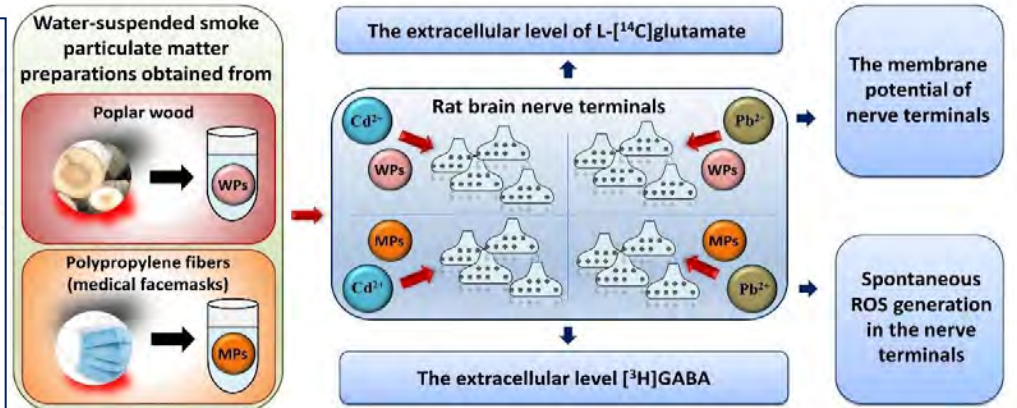 Water-suspended smoke
particulate matter
preparations obtained from
Poplar wood
WPs
Polypropylene fibers
(medical facemasks)
MPs
The extracellular level of L-[¹⁴C]glutamate
Rat brain nerve terminals
Cd²⁺
WPs
Pb²⁺
WPs
MPs
Cd²⁺
MPs
Pb²⁺
The extracellular level [³H]GABA
The membrane
potential of
nerve terminals
Spontaneous
ROS generation
in the nerve
terminals